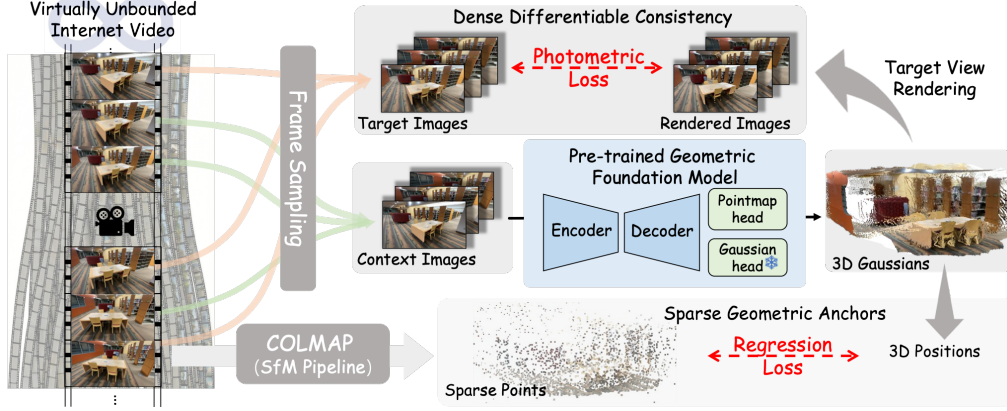 Virtually Unbounded
Internet Video
Frame Sampling
Dense Differentiable Consistency
Photometric
Loss
Target Images
Rendered Images
Target View
Rendering
Context Images
Pre-trained Geometric
Foundation Model
Encoder
Decoder
Pointmap
head
Gaussian
head
3D Gaussians
COLMAP
(SfM Pipeline)
Sparse Geometric Anchors
Sparse Points
Regression
Loss
3D Positions